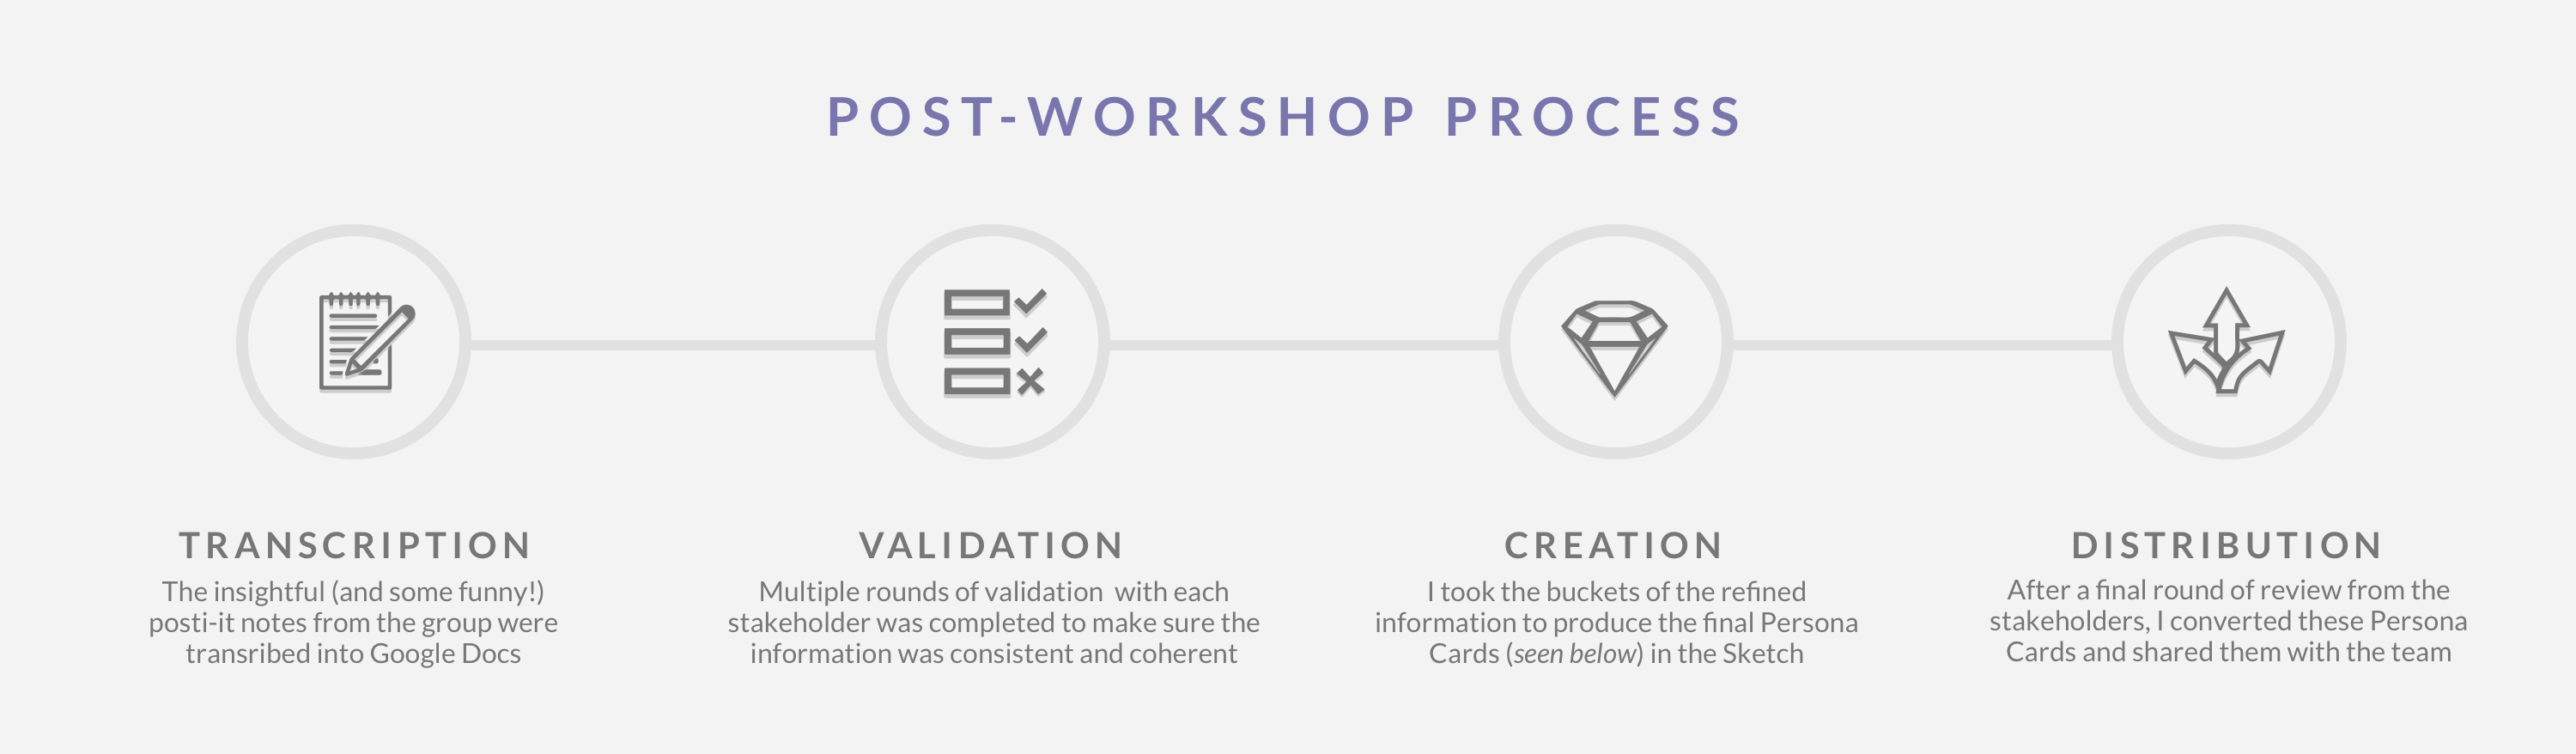 POST-WORKSHOP PROCESS
TRANSCRIPTION
The insightful (and some funny!)
posti-it notes from the group were
transribed into Google Docs
VALIDATION
Multiple rounds of validation  with each
stakeholder was completed to make sure the
information was consistent and coherent
CREATION
I took the buckets of the refined
information to produce the final Persona
Cards (seen below) in the Sketch
DISTRIBUTION
After a final round of review from the
stakeholders, I converted these Persona
Cards and shared them with the team